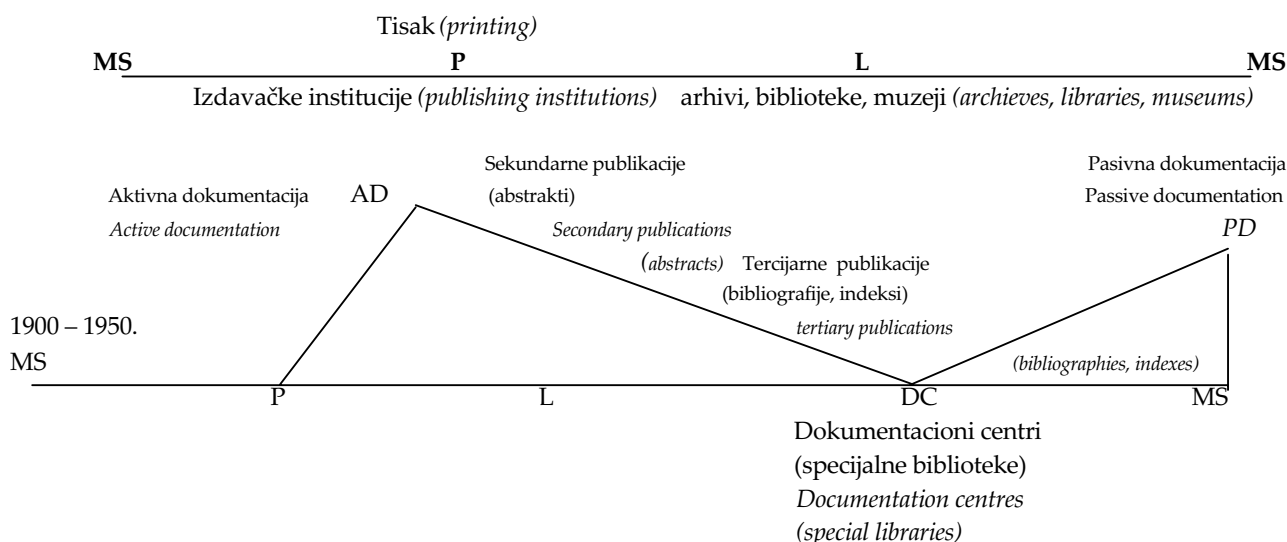 Tisak (printing)
MS P L MS
Izdavačke institucije (publishing institutions) arhivi, biblioteke, muzeji (archieves, libraries, museums)
Sekundarne publikacije
(abstrakti)
Pasivna dokumentacija
Passive documentation
PD
Aktivna dokumentacija
Active documentation
AD
Secondary publications
(abstracts)
Tercijarne publikacije
(bibliografije, indeksi)
tertiary publications
(bibliographies, indexes)
1900 – 1950.
MS
P L DC MS
Dokumentacioni centri
(specijalne biblioteke)
Documentation centres
(special libraries)